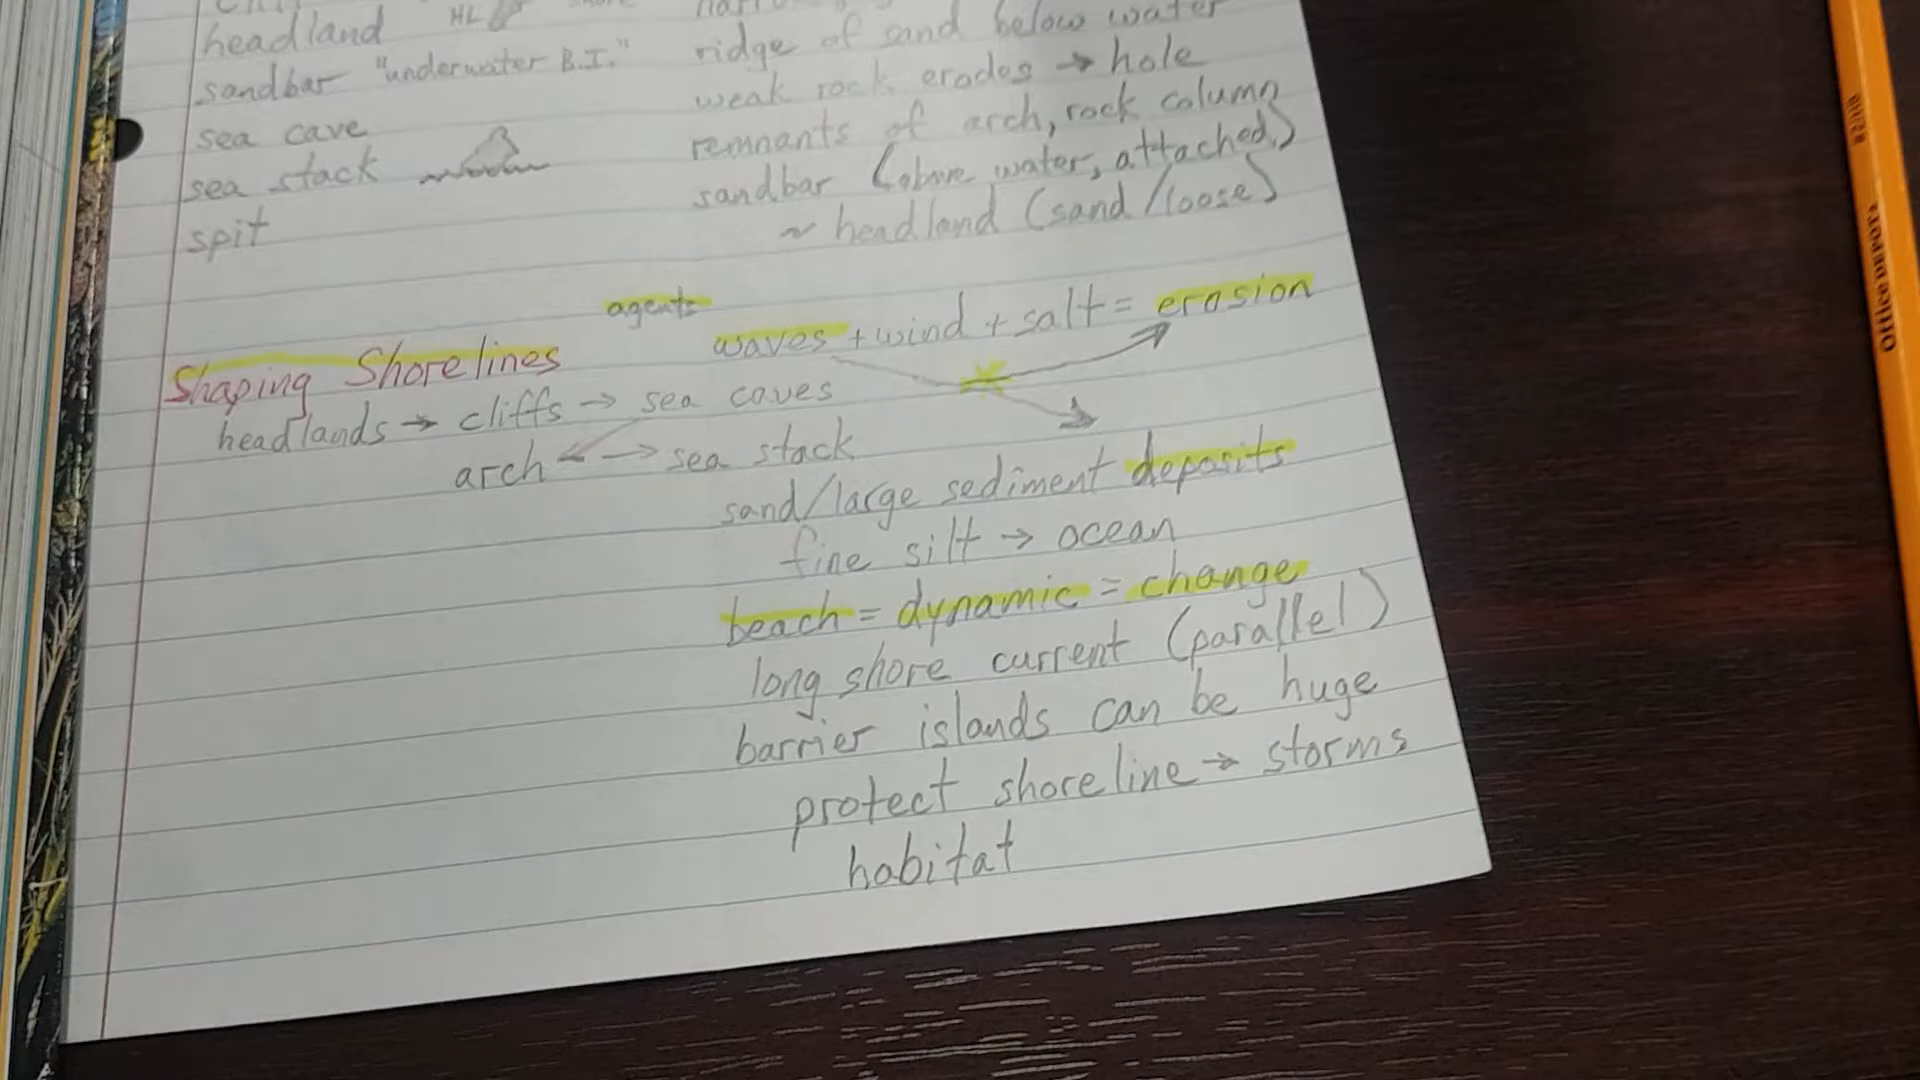 headland HL
ridge of sand below water
sandbar "underwater B.I."
weak rock erodes → hole
sea cave
remnants of arch, rock column
sea stack
sandbar (above water, attached)
spit
~ headland (sand/loose)
agents
waves + wind + salt = erosion
Shaping Shorelines
headlands → cliffs → sea caves
arch ← → sea stack
sand/large sediment deposits
fine silt → ocean
beach = dynamic = change
long shore current (parallel)
barrier islands can be huge
protect shoreline → storms
habitat
OfficeDEPOT